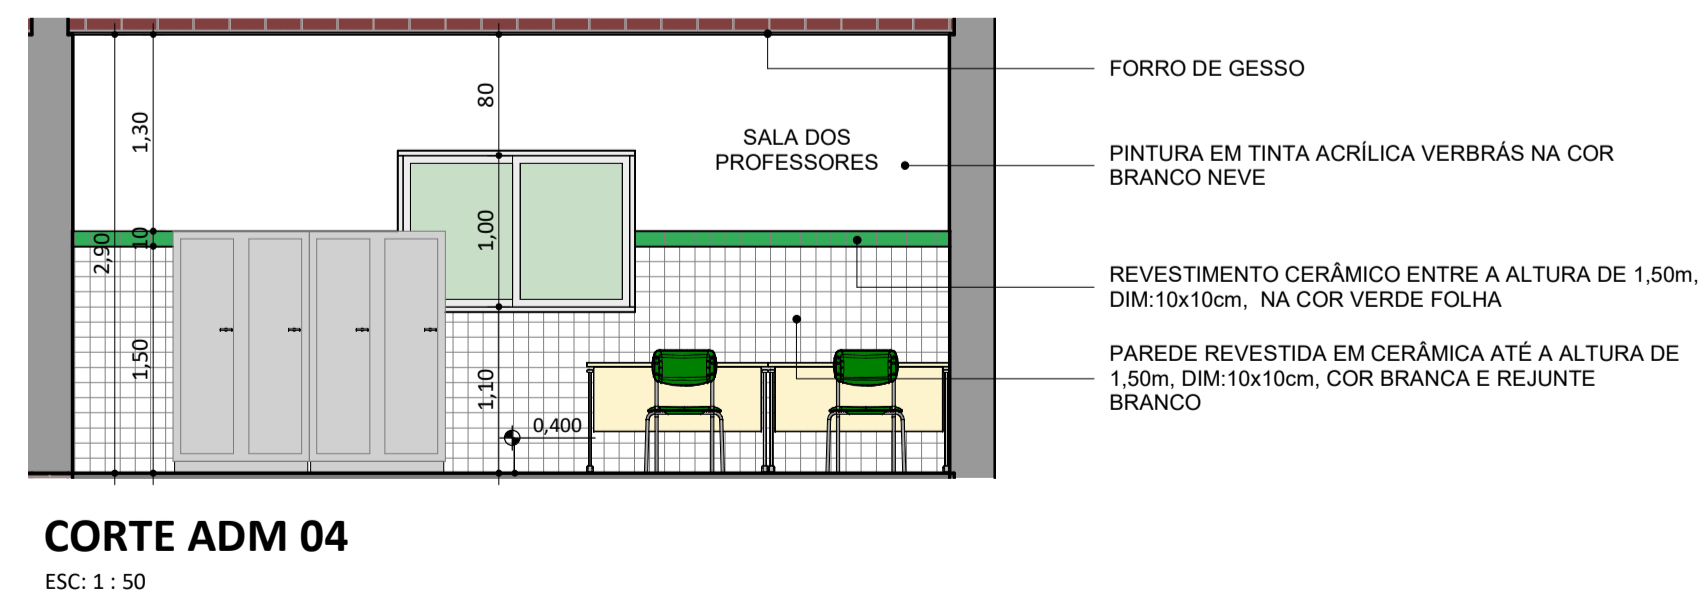 FORRO DE GESSO
80
1,30
SALA DOS
PROFESSORES
PINTURA EM TINTA ACRÍLICA VERBRÁS NA COR
BRANCO NEVE
1,00
10
2,90
REVESTIMENTO CERÂMICO ENTRE A ALTURA DE 1,50m,
DIM:10x10cm,  NA COR VERDE FOLHA
1,50
1,10
PAREDE REVESTIDA EM CERÂMICA ATÉ A ALTURA DE
1,50m, DIM:10x10cm, COR BRANCA E REJUNTE
BRANCO
0,400
CORTE ADM 04
ESC: 1 : 50